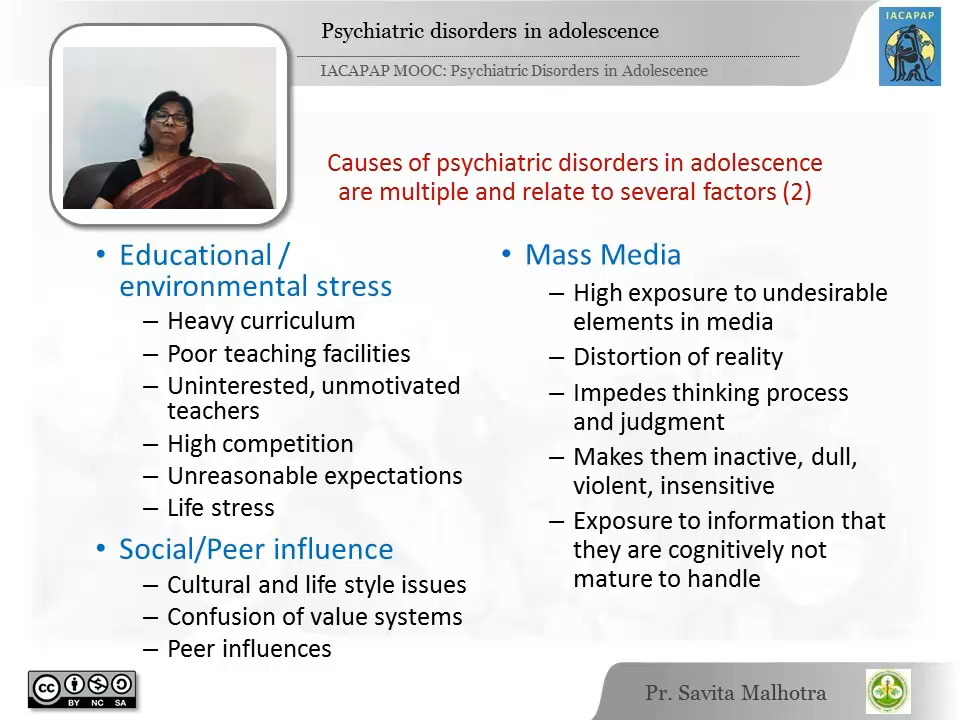 Psychiatric disorders in adolescence
IACAPAP MOOC: Psychiatric Disorders in Adolescence
IACAPAP
Causes of psychiatric disorders in adolescence
are multiple and relate to several factors (2)
• Educational /
environmental stress
– Heavy curriculum
– Poor teaching facilities
– Uninterested, unmotivated
teachers
– High competition
– Unreasonable expectations
– Life stress
• Social/Peer influence
– Cultural and life style issues
– Confusion of value systems
– Peer influences
• Mass Media
– High exposure to undesirable
elements in media
– Distortion of reality
– Impedes thinking process
and judgment
– Makes them inactive, dull,
violent, insensitive
– Exposure to information that
they are cognitively not
mature to handle
cc
BY NC SA
Pr. Savita Malhotra